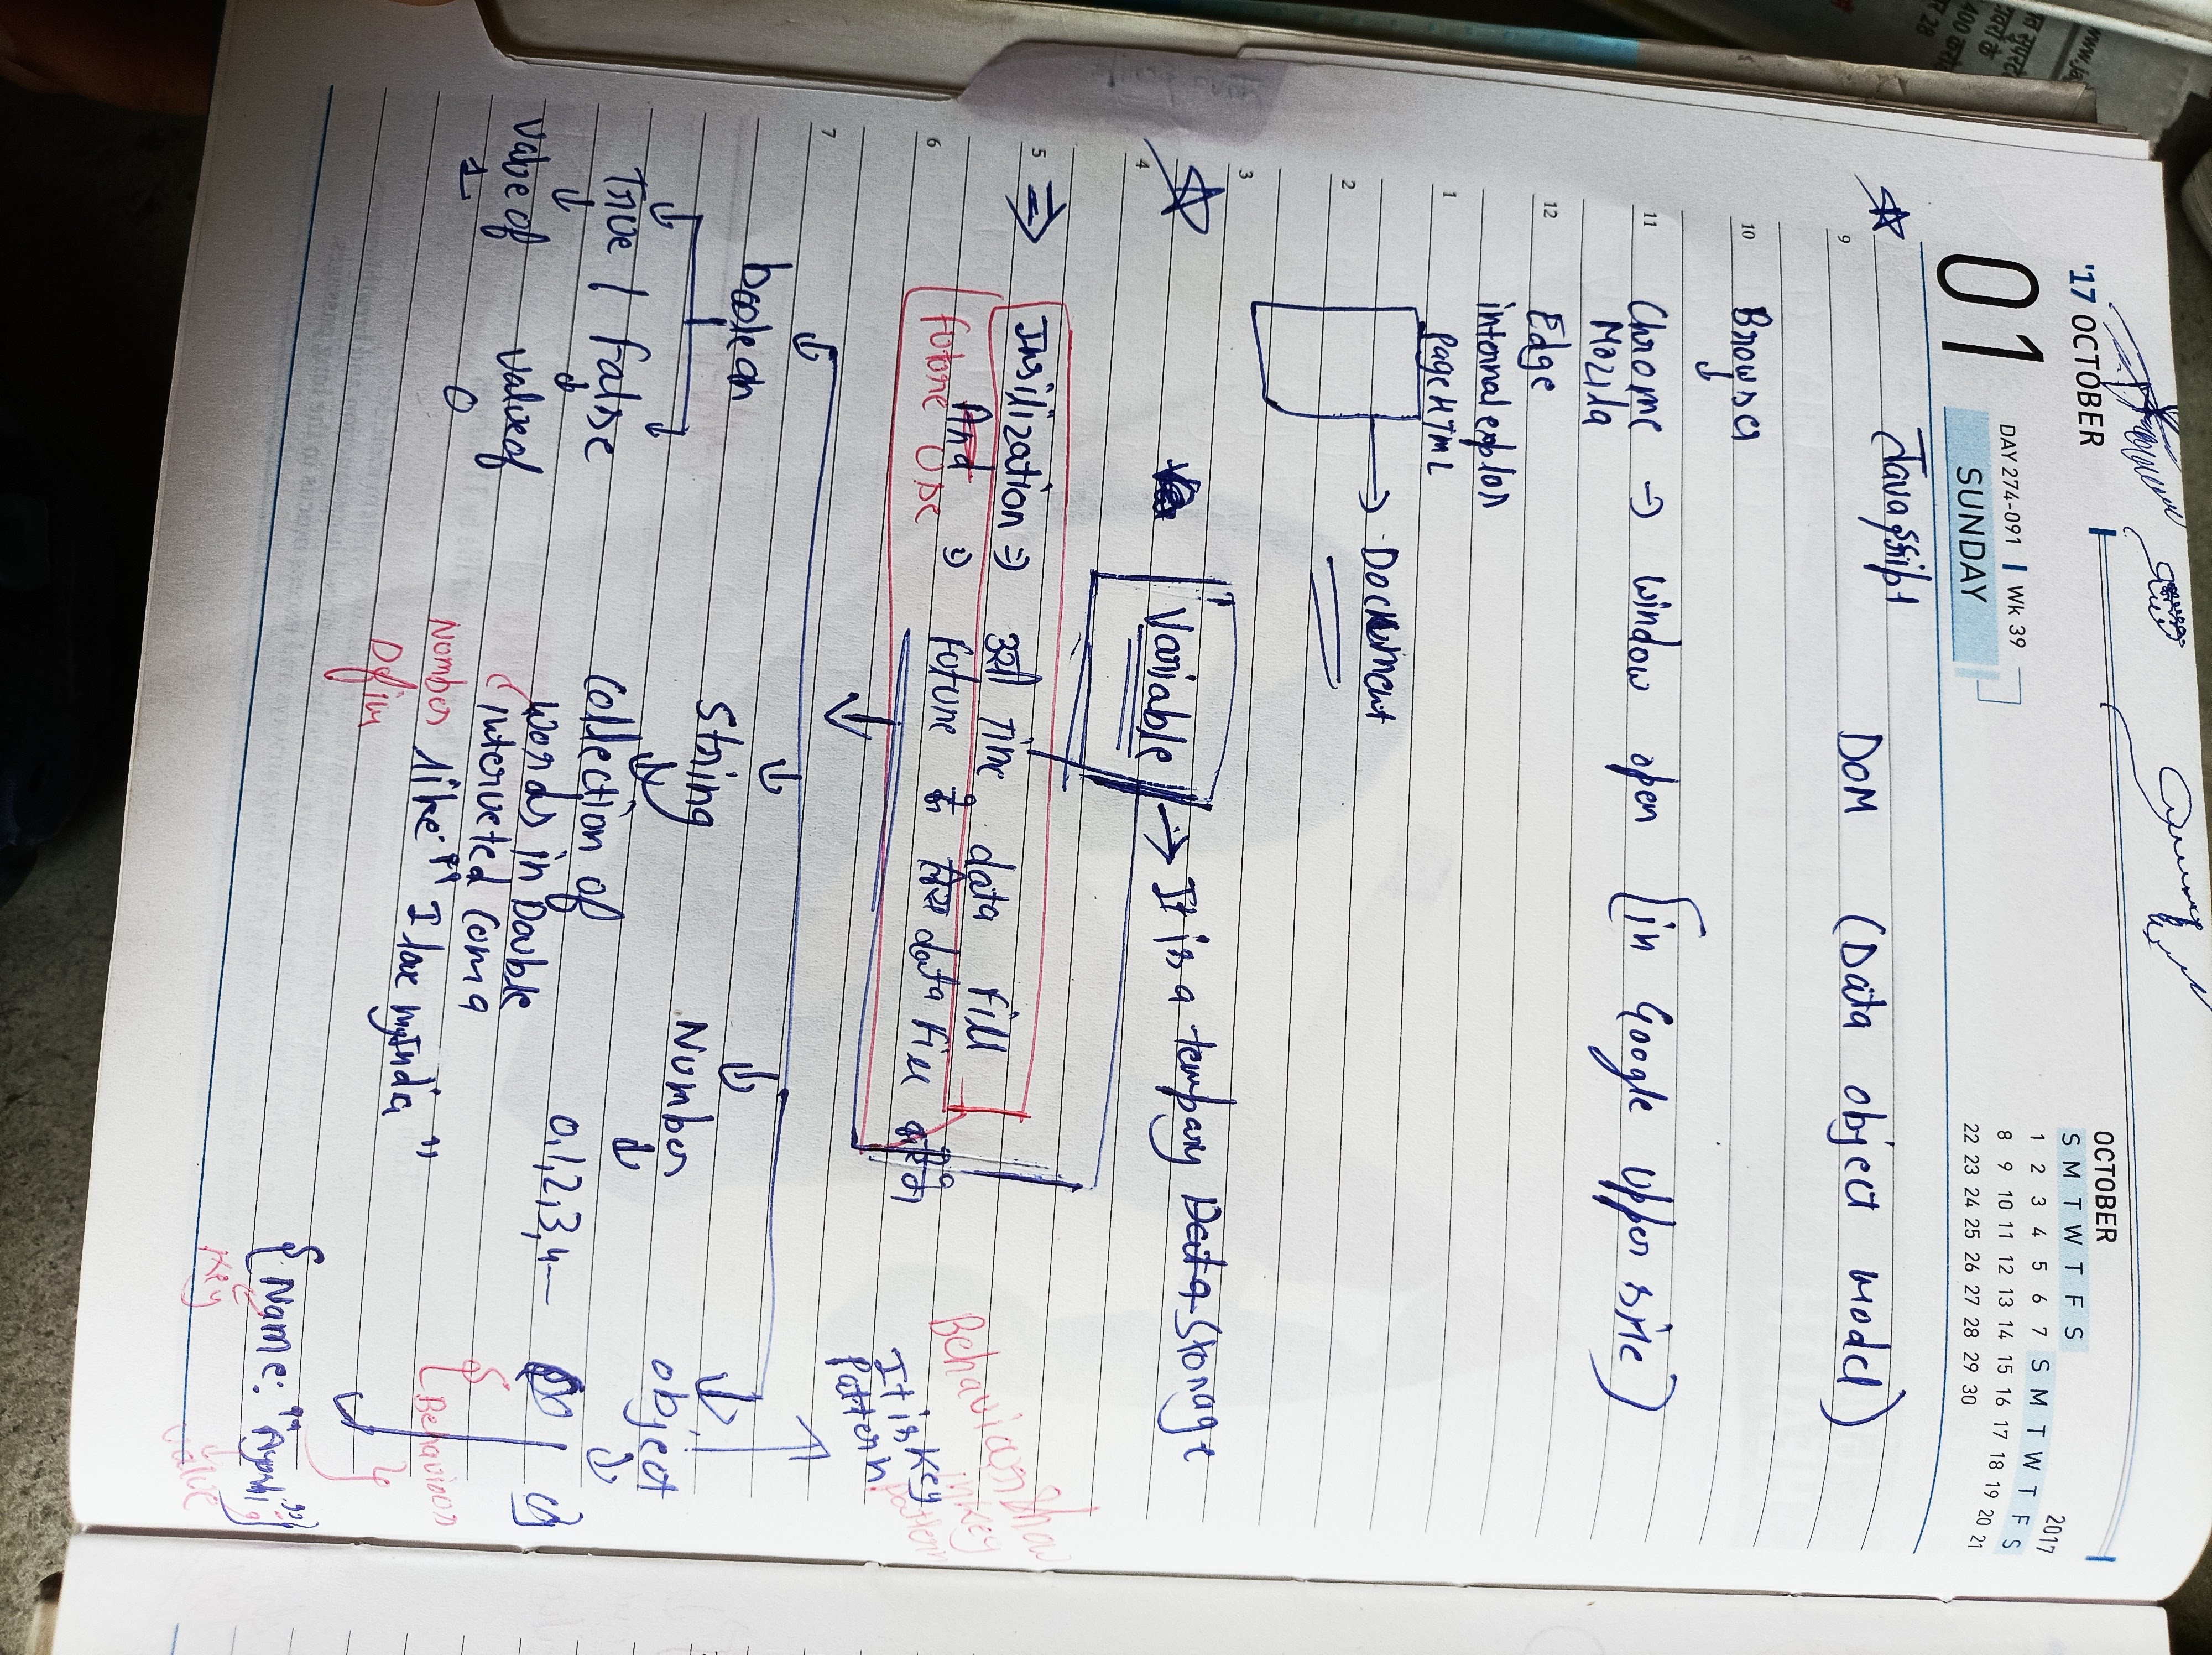 '17 OCTOBER
01
DAY 274-091 | Wk 39
SUNDAY
OCTOBER
2017
S M T W T F S S M T W T F S
1 2 3 4 5 6 7
8 9 10 11 12 13 14 15 16 17 18 19 20 21
22 23 24 25 26 27 28 29 30
Javascript
DOM (Data object model)
9
10 Browser
11 Chrome → window open [in Google upper site]
Mozila
12 Edge
internal explor
1 page HTML
Document
2
3
Variable → It is a tempary Data Storage
4
5 ⇒ Insilization ⇒ उसी Time data fill
And
future use ⇒ future के लिए data fill करेगे
6
Behaviour show
in key
pattern
It is key
Pattern
7
boolean
String
Number
object
True / false
value of
1
value of
0
Collection of
words in Double
interveted coma
like "I love my India"
Number
Defin
0,1,2,3,4—
{
Behaviour
}
{Name: "Ayushi"}
Key
value
www.ja
400 करो